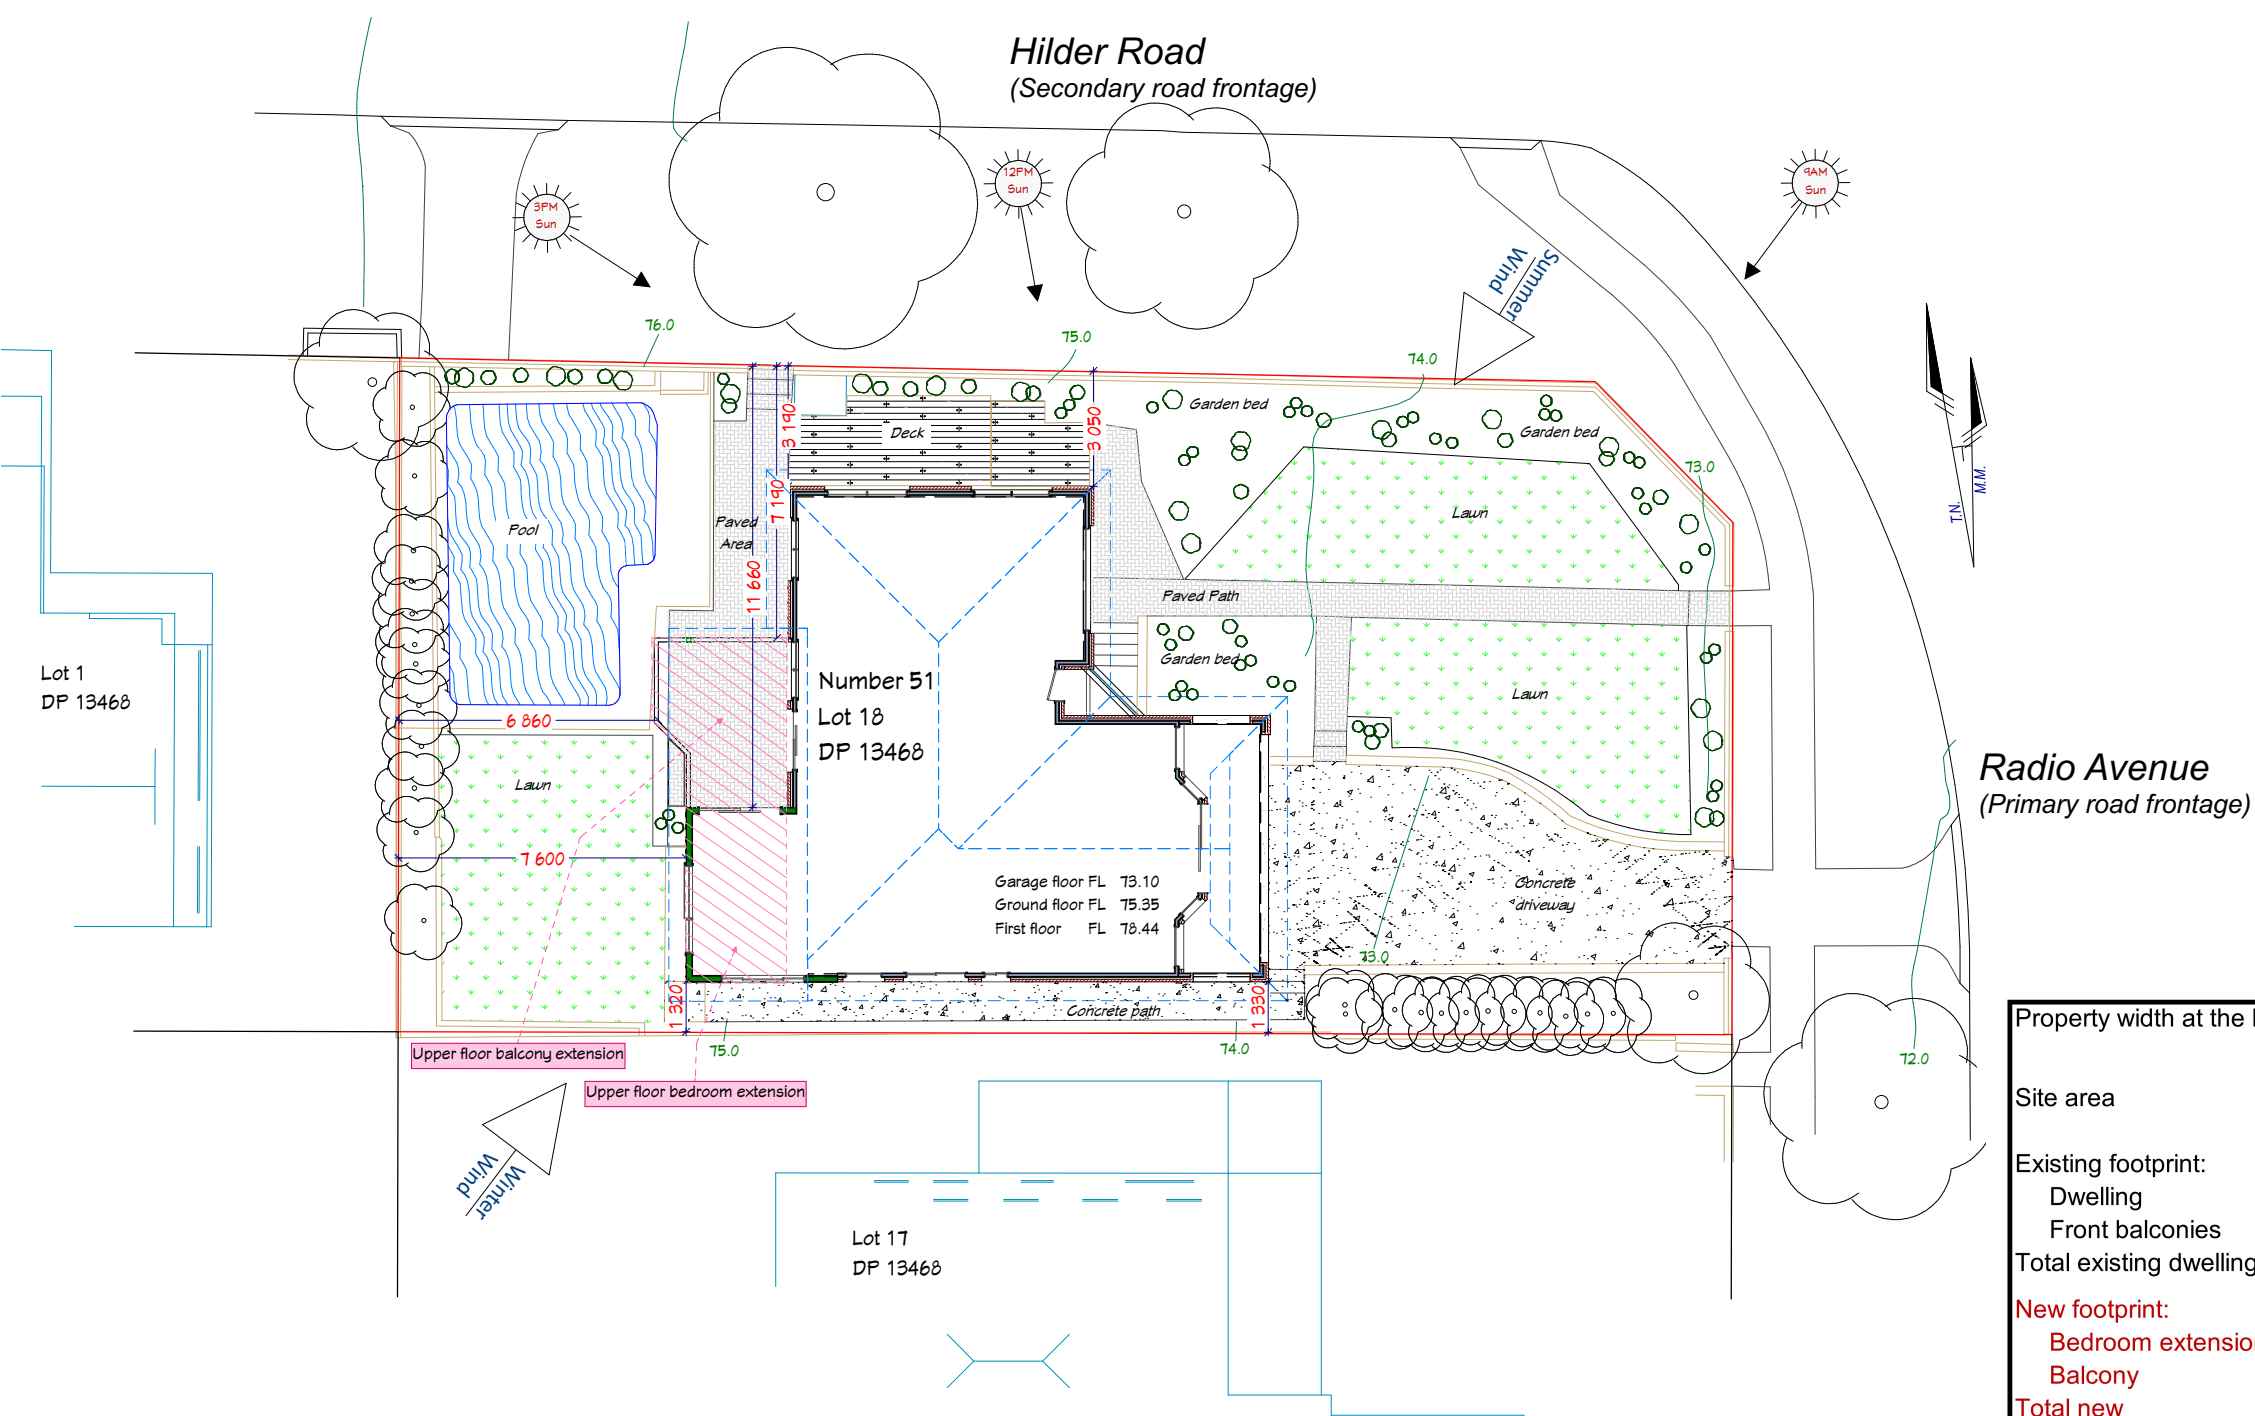 Hilder Road
(Secondary road frontage)
12PM
Sun
9AM
Sun
3PM
Sun
Summer
Wind
76.0
75.0
74.0
73.0
3 190
3 050
7 190
11 660
Garden bed
Garden bed
Deck
Pool
Paved
Area
Lawn
Paved Path
Garden bed
T.N.
M.M.
Lot 1
DP 13468
Number 51
Lot 18
DP 13468
6 860
Lawn
Lawn
Radio Avenue
(Primary road frontage)
7 600
Garage floor FL 73.10
Ground floor FL 75.35
First floor FL 78.44
Concrete
driveway
73.0
1 320
1 330
Concrete path
Upper floor balcony extension
75.0
74.0
72.0
Upper floor bedroom extension
Winter
Wind
Lot 17
DP 13468
Property width at the
Site area
Existing footprint:
Dwelling
Front balconies
Total existing dwelling
New footprint:
Bedroom extension
Balcony
Total new